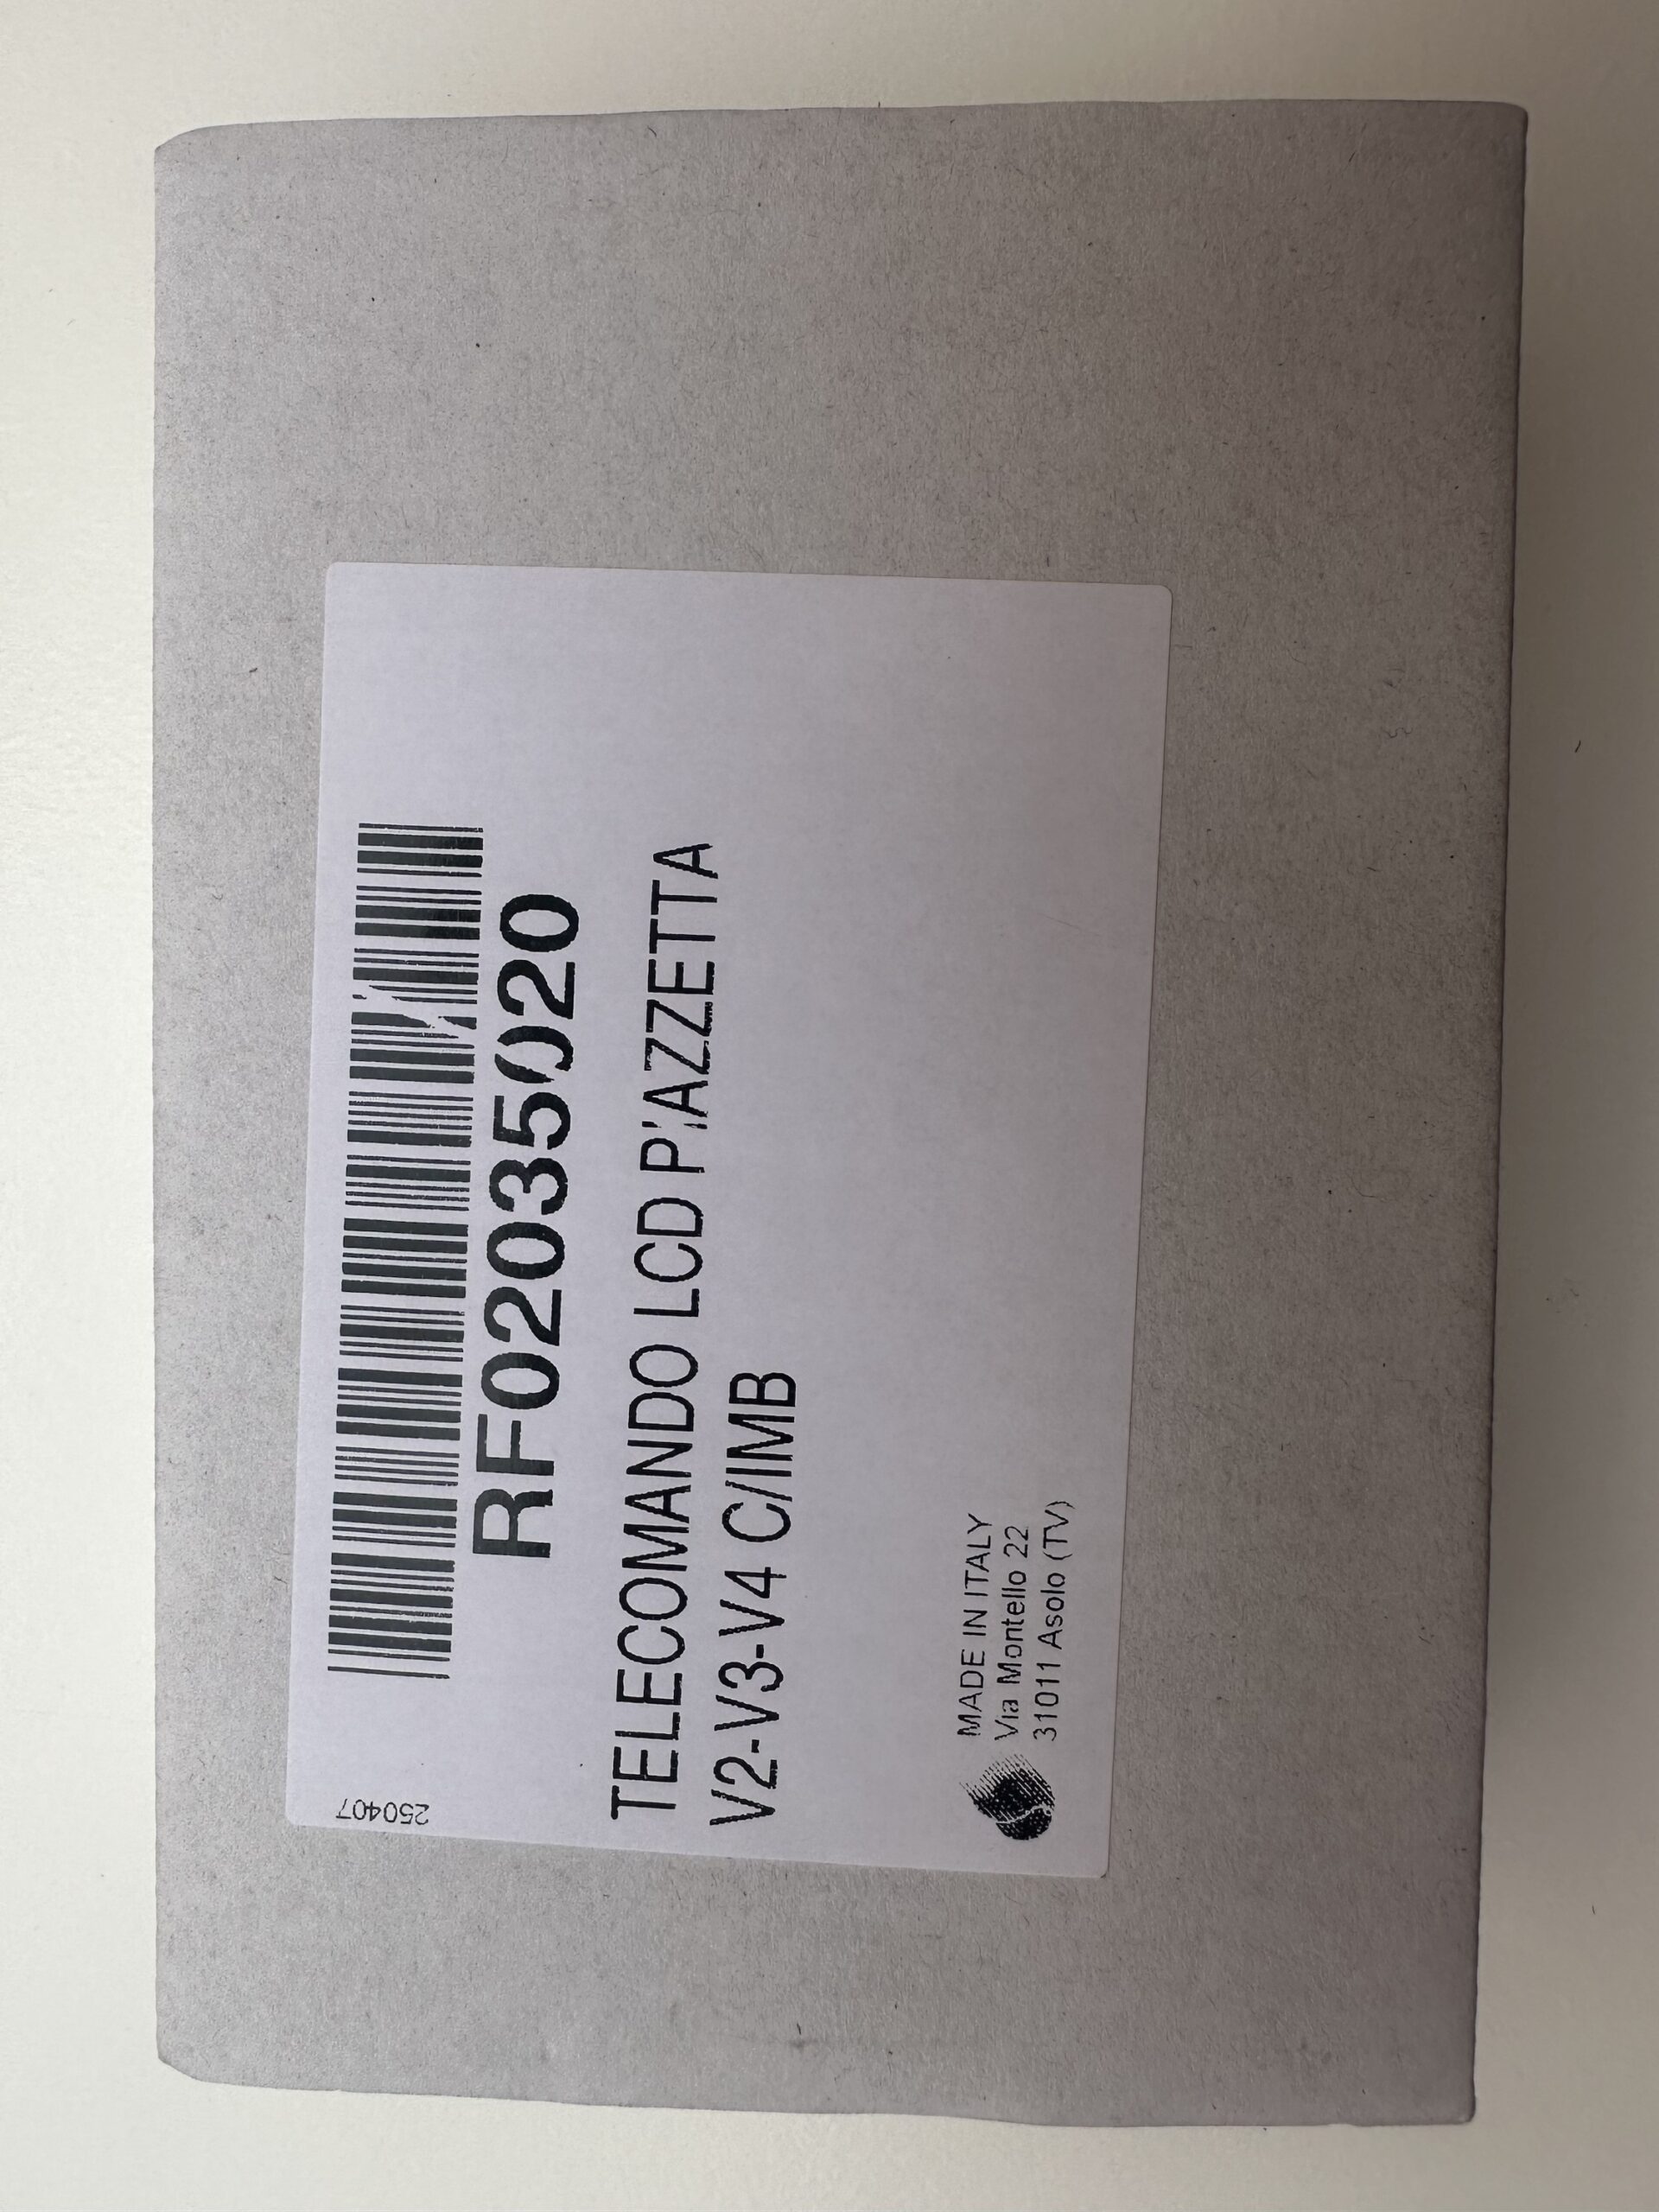 250407
RF02035020
TELECOMANDO LCD PIAZZETTA
V2-V3-V4 C/IMB
MADE IN ITALY
Via Montello 22
31011 Asolo (TV)